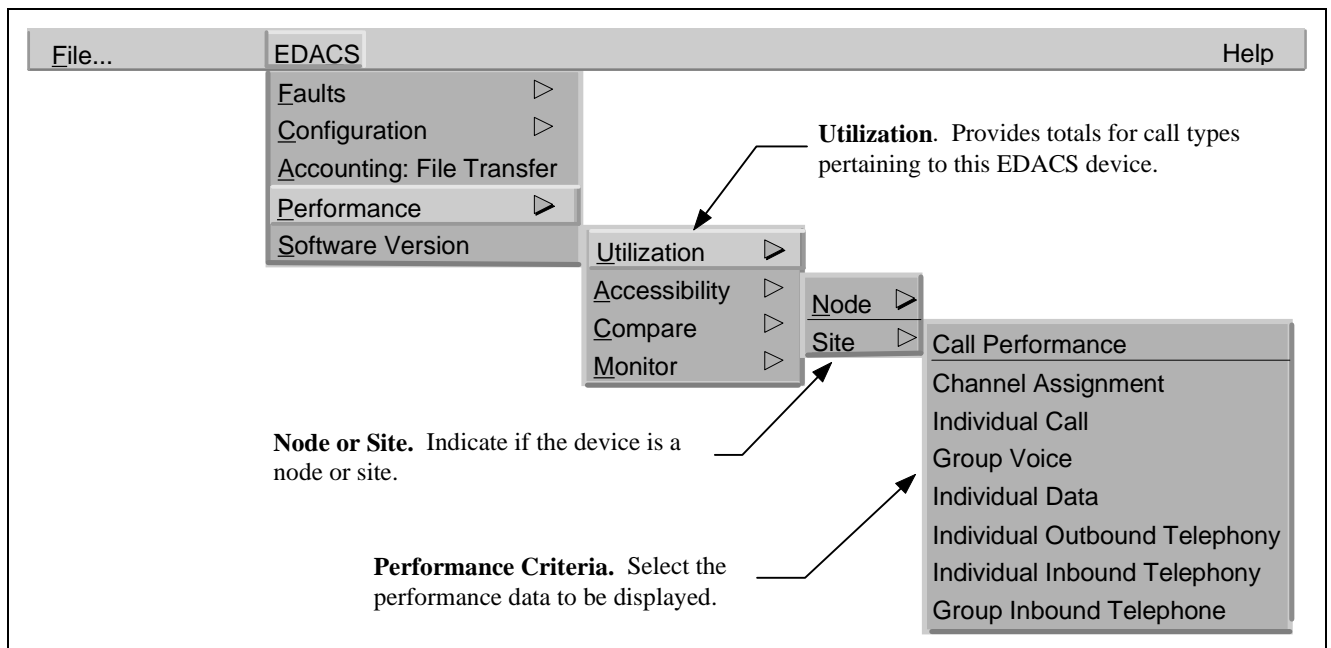 File...
EDACS
Help
Faults
Configuration
Accounting: File Transfer
Performance
Software Version
Utilization. Provides totals for call types
pertaining to this EDACS device.
Utilization
Accessibility
Compare
Monitor
Node
Site
Call Performance
Channel Assignment
Individual Call
Group Voice
Individual Data
Individual Outbound Telephony
Individual Inbound Telephony
Group Inbound Telephone
Node or Site. Indicate if the device is a
node or site.
Performance Criteria. Select the
performance data to be displayed.